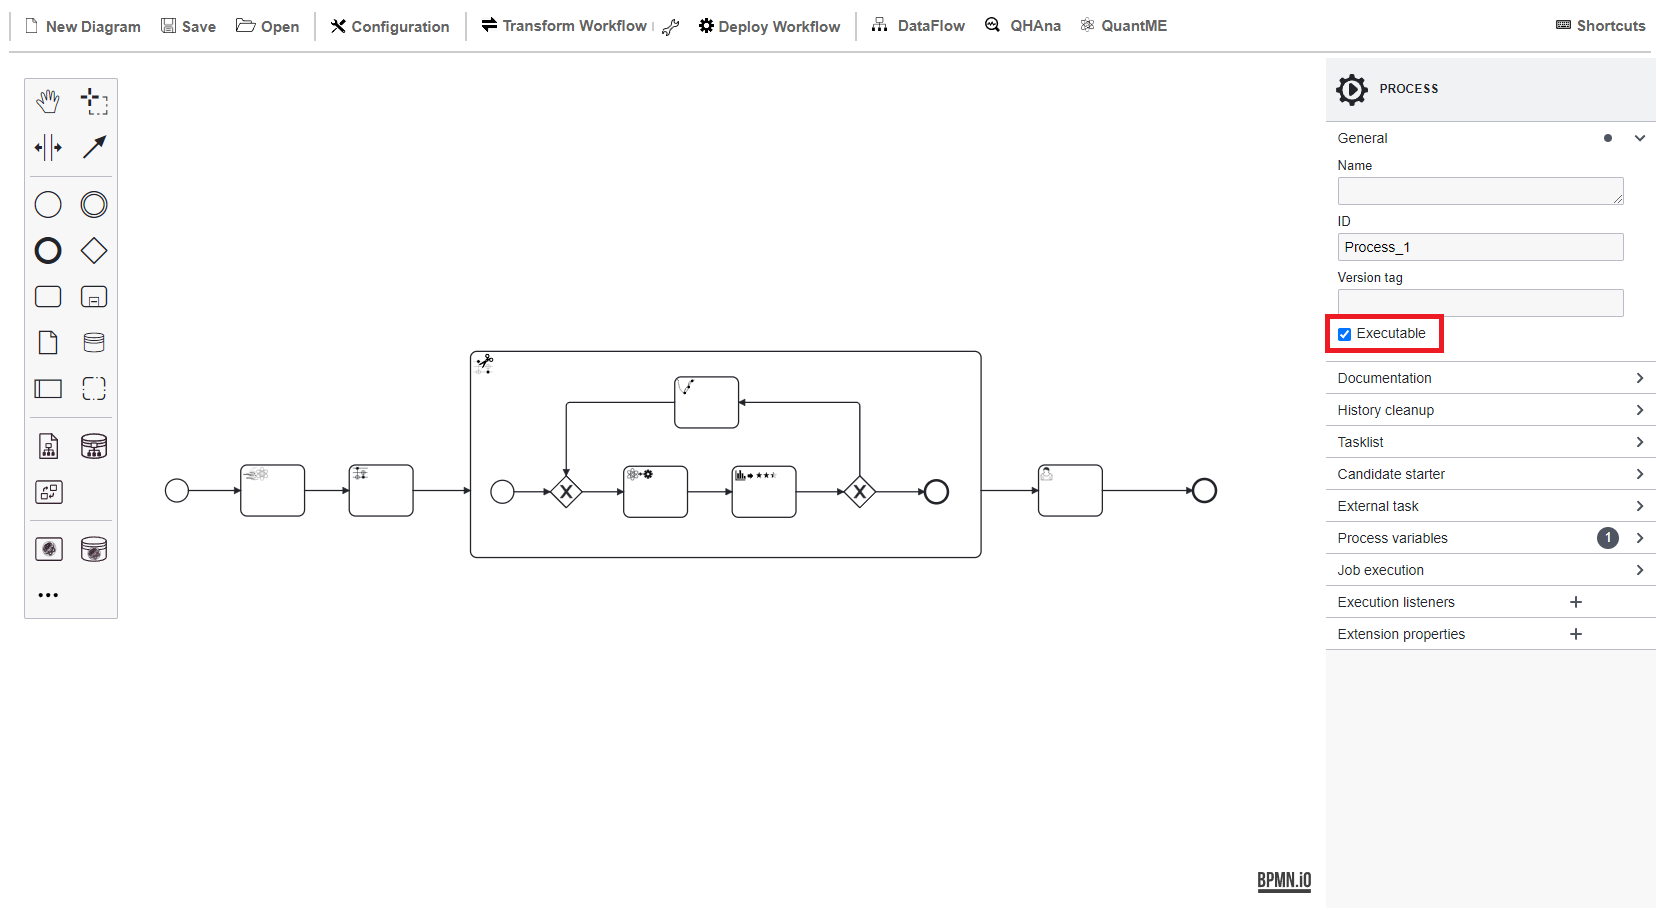 New Diagram Save Open Configuration Transform Workflow Deploy Workflow DataFlow QHAna QuantME Shortcuts
PROCESS
General
Name
ID
Process_1
Version tag
Executable
Documentation
History cleanup
Tasklist
Candidate starter
External task
Process variables 1
Job execution
Execution listeners
Extension properties
BPMN.iO